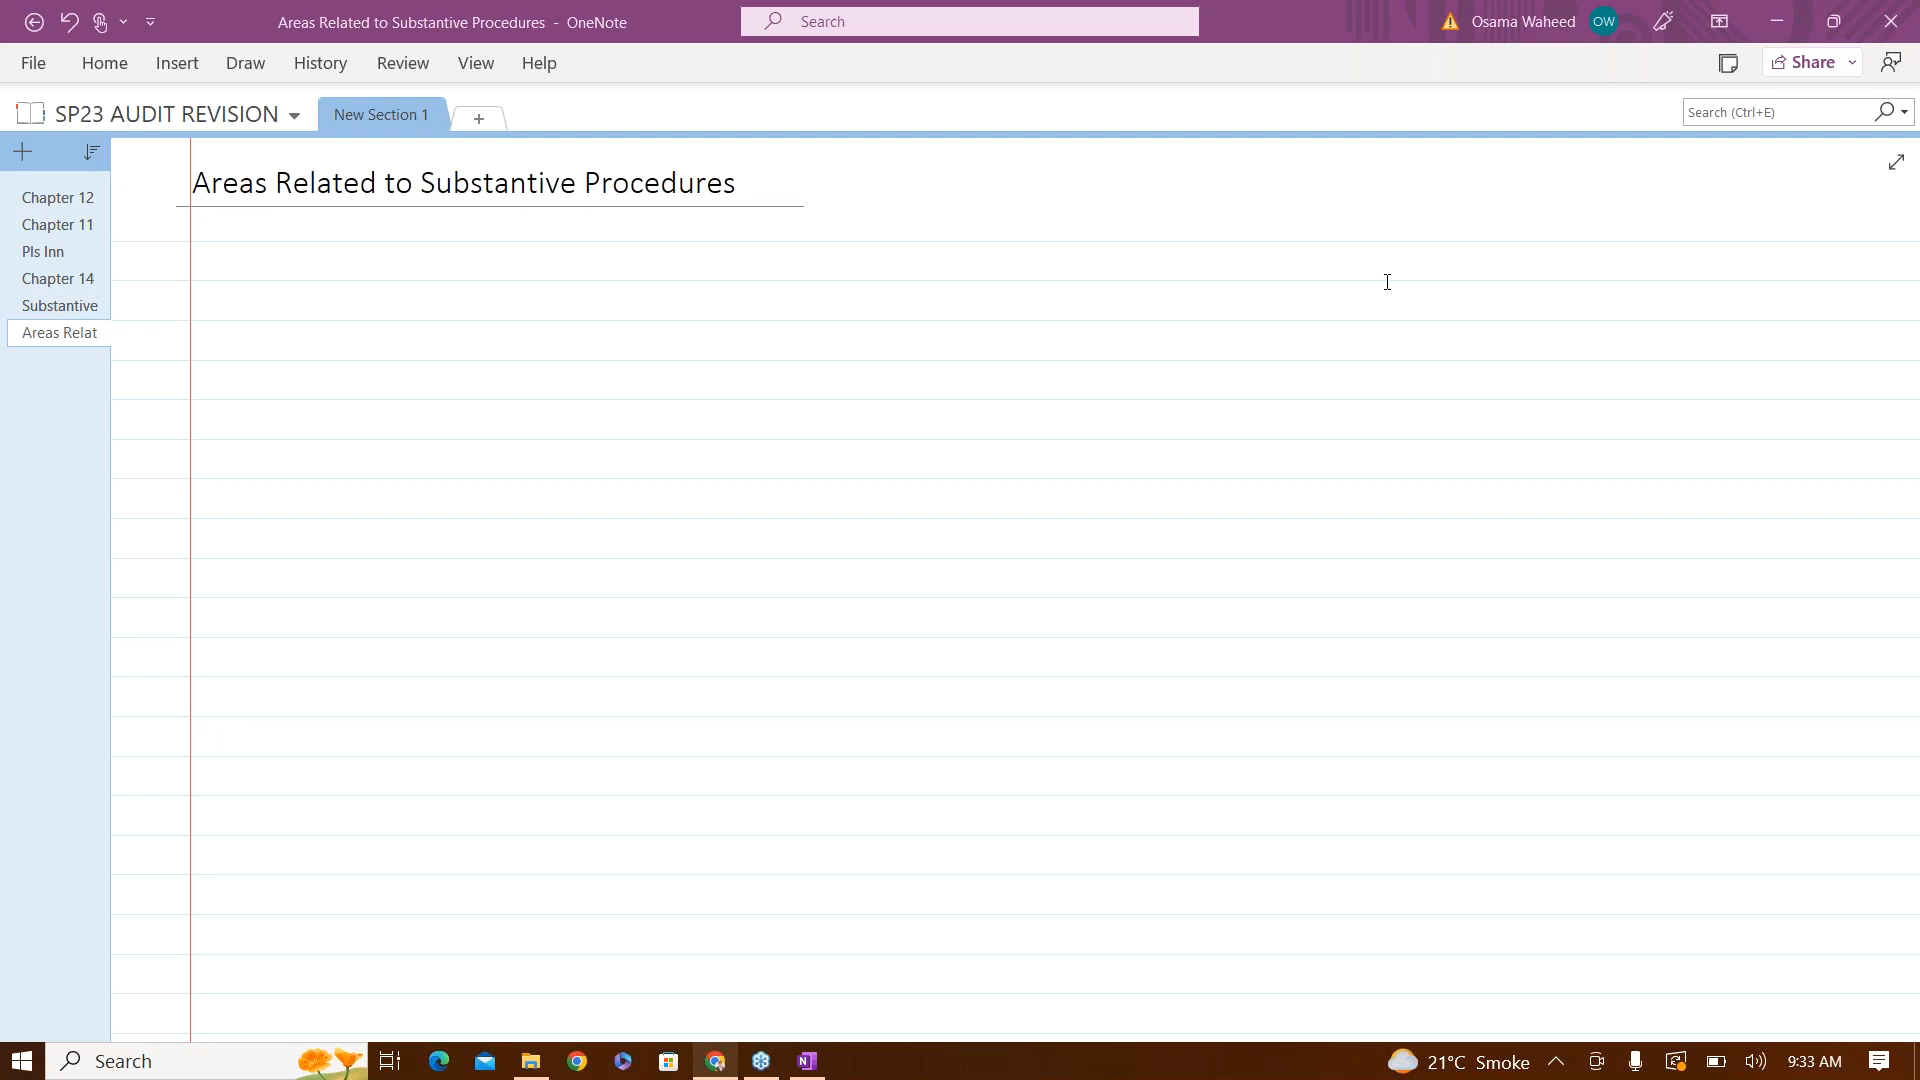 Areas Related to Substantive Procedures - OneNote
Search
Osama Waheed
OW
File Home Insert Draw History Review View Help
Share
SP23 AUDIT REVISION
New Section 1
+
Search (Ctrl+E)
Areas Related to Substantive Procedures
Chapter 12
Chapter 11
Pls Inn
Chapter 14
Substantive
Areas Relat
Search
21°C Smoke
9:33 AM